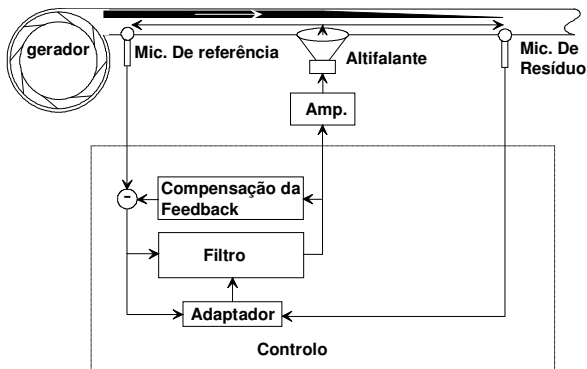 gerador
Mic. De referência
Altifalante
Mic. De
Resíduo
Amp.
Compensação da
Feedback
-
Filtro
Adaptador
Controlo